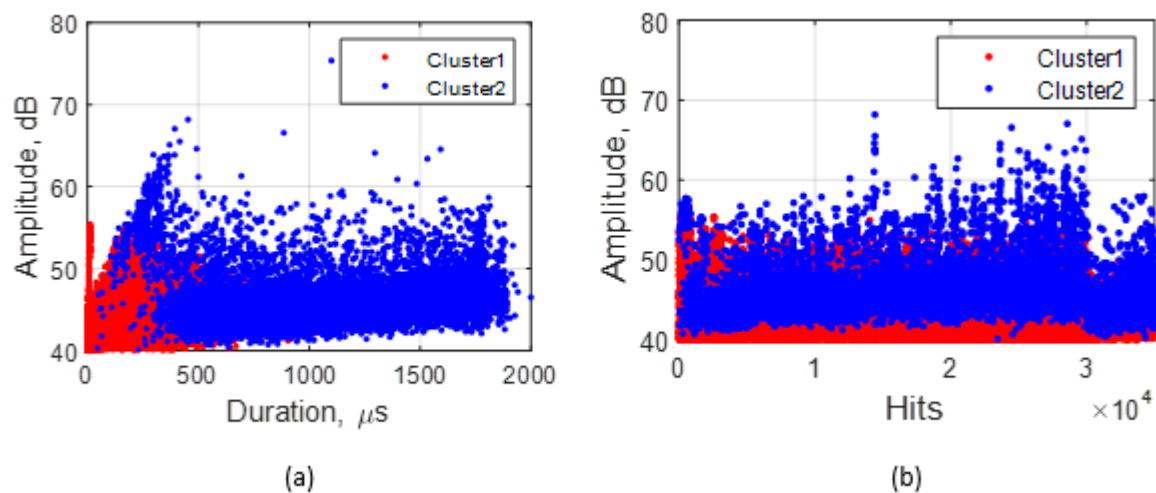 80
70
60
50
40
Amplitude, dB
Cluster1
Cluster2
0
500
1000
1500
2000
Duration, μs
(a)
80
70
60
50
40
Amplitude, dB
Cluster1
Cluster2
0
1
2
3
×10⁴
Hits
(b)